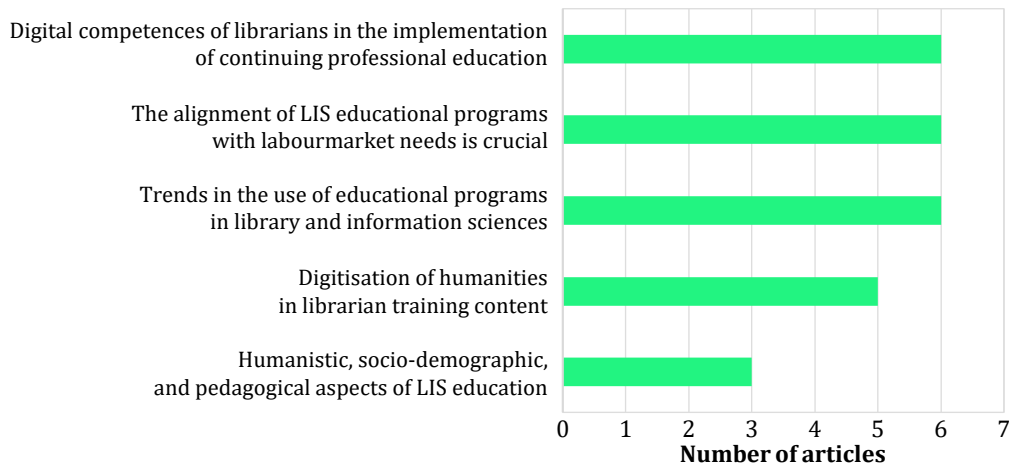 Digital competences of librarians in the implementation
of continuing professional education
The alignment of LIS educational programs
with labourmarket needs is crucial
Trends in the use of educational programs
in library and information sciences
Digitisation of humanities
in librarian training content
Humanistic, socio-demographic,
and pedagogical aspects of LIS education
0 1 2 3 4 5 6 7
Number of articles